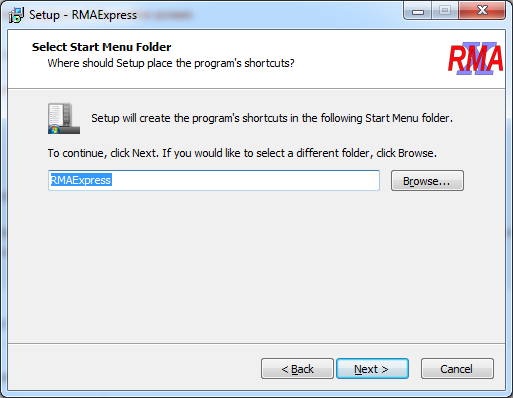 Setup - RMAExpress
Select Start Menu Folder
Where should Setup place the program's shortcuts?
RMA
Setup will create the program's shortcuts in the following Start Menu folder.
To continue, click Next. If you would like to select a different folder, click Browse.
RMAExpress
Browse...
< Back
Next >
Cancel